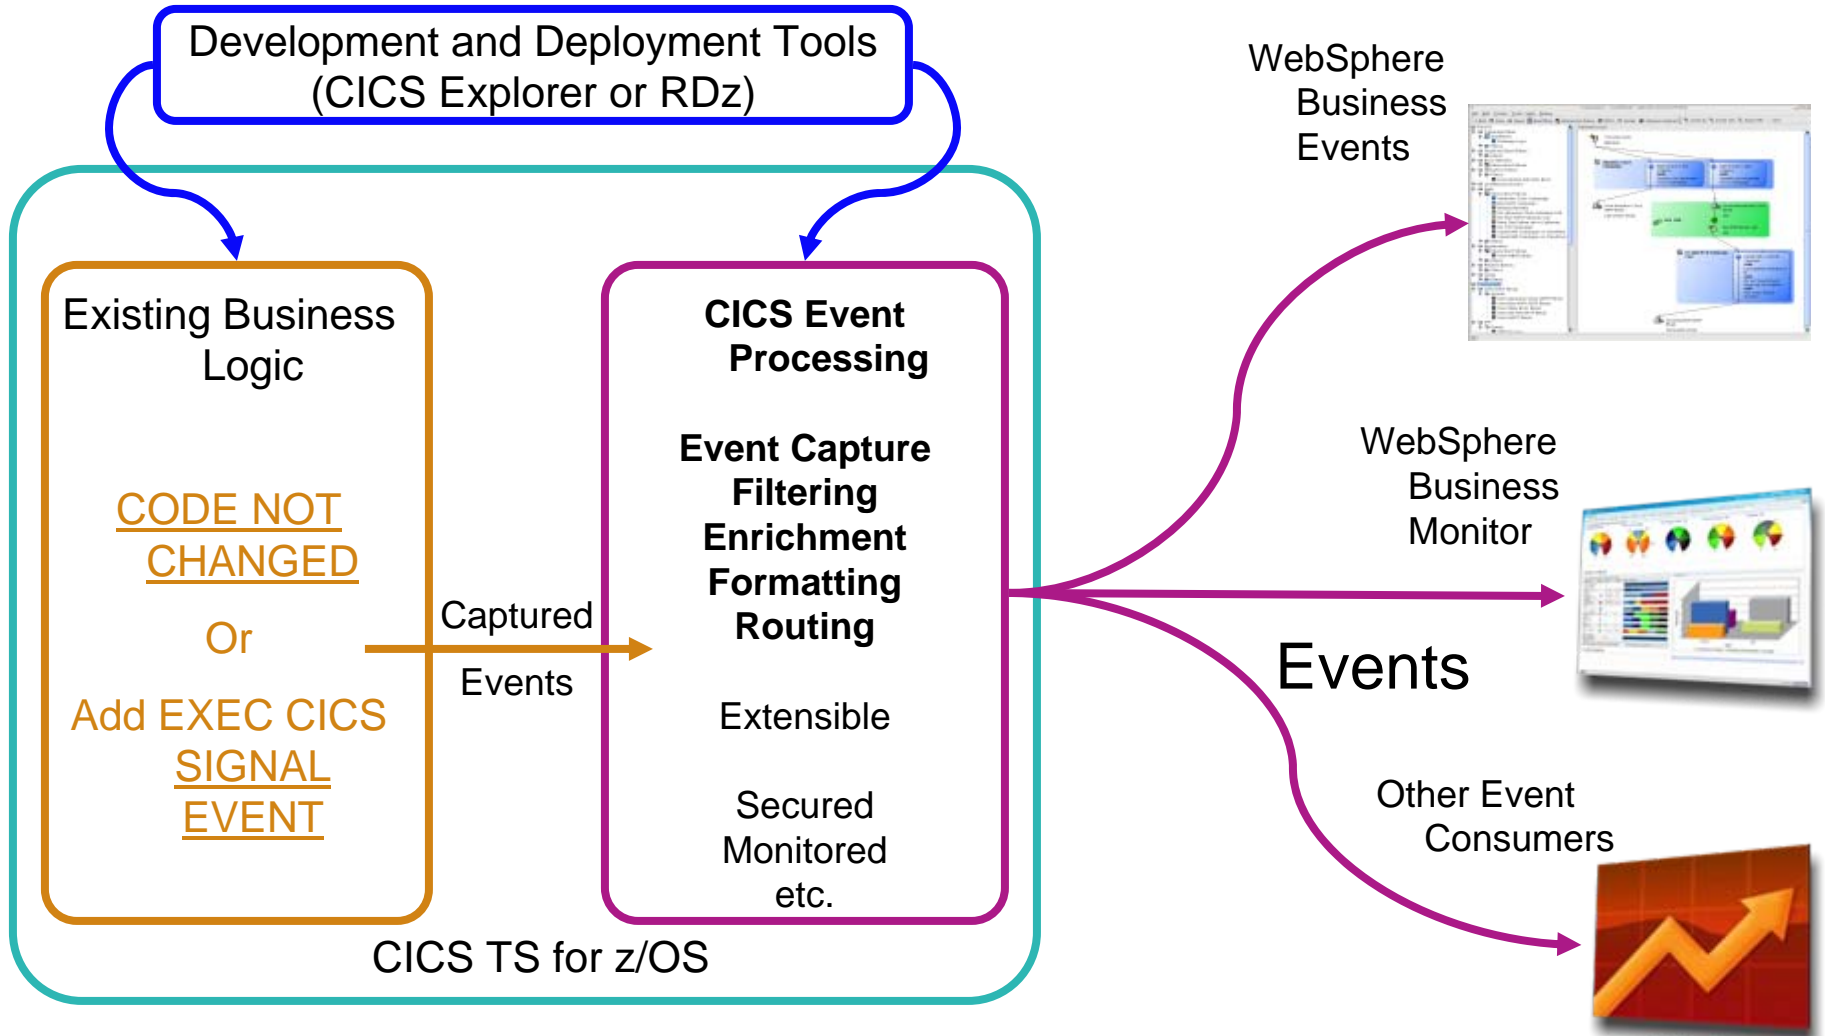 Development and Deployment Tools
(CICS Explorer or RDz)
Existing Business
Logic
CODE NOT
CHANGED
Or
Add EXEC CICS
SIGNAL
EVENT
Captured
Events
CICS Event
Processing
Event Capture
Filtering
Enrichment
Formatting
Routing
Extensible
Secured
Monitored
etc.
CICS TS for z/OS
WebSphere
Business
Events
WebSphere
Business
Monitor
Events
Other Event
Consumers